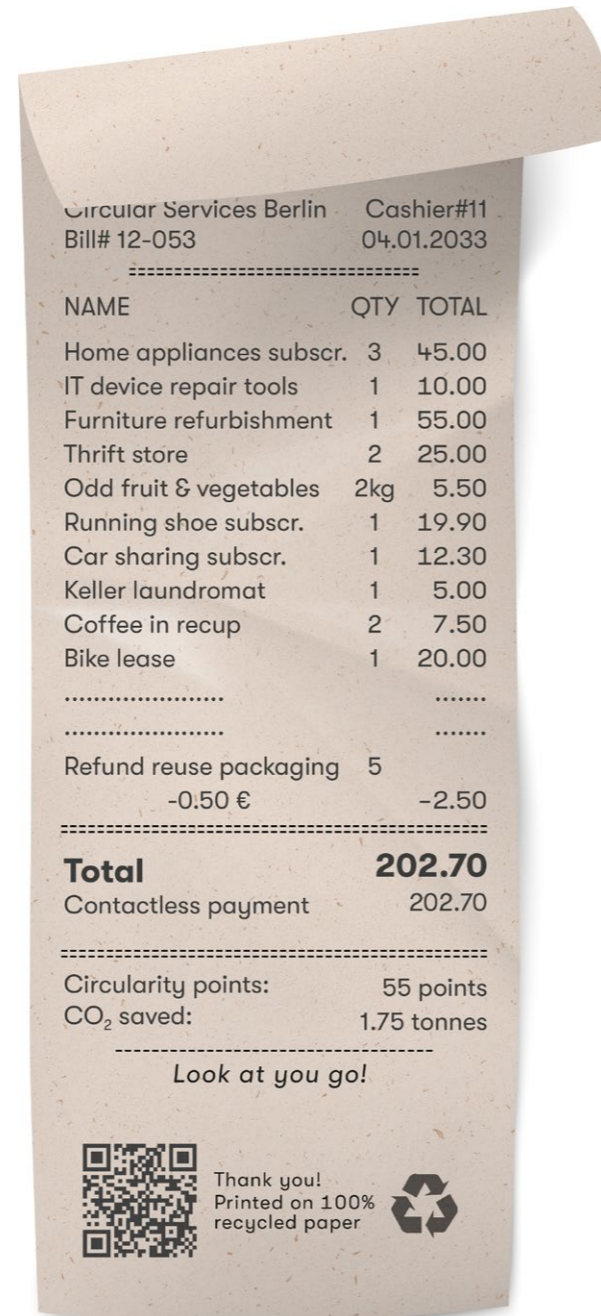 Circular Services Berlin Cashier#11
Bill# 12-053 04.01.2033
================================
NAME QTY TOTAL
Home appliances subscr. 3 45.00
IT device repair tools 1 10.00
Furniture refurbishment 1 55.00
Thrift store 2 25.00
Odd fruit & vegetables 2kg 5.50
Running shoe subscr. 1 19.90
Car sharing subscr. 1 12.30
Keller laundromat 1 5.00
Coffee in recup 2 7.50
Bike lease 1 20.00
...................... .......
...................... .......
Refund reuse packaging 5
-0.50 € -2.50
===============================================
Total 202.70
Contactless payment 202.70
===============================================
Circularity points: 55 points
CO₂ saved: 1.75 tonnes
-----------------------------------
Look at you go!
Thank you!
Printed on 100%
recycled paper